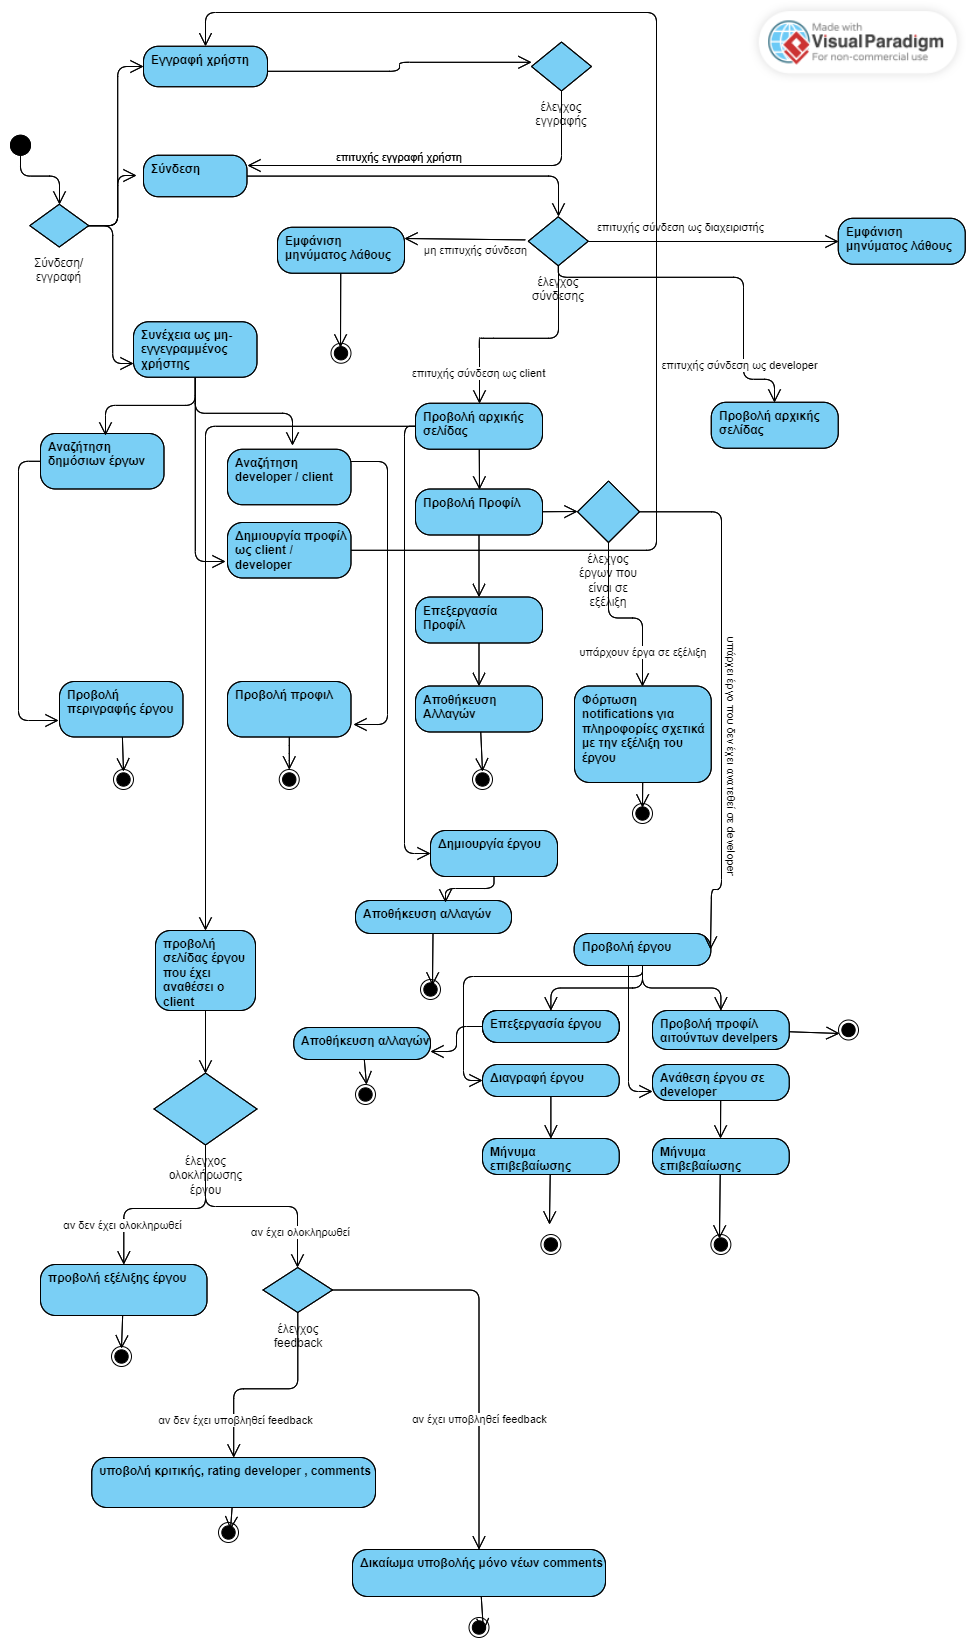 Made with
VisualParadigm
For non-commercial use
Εγγραφή χρήστη
έλεγχος
εγγραφής
επιτυχής εγγραφή χρήστη
Σύνδεση
Σύνδεση/
εγγραφή
Εμφάνιση
μηνύματος λάθους
μη επιτυχής σύνδεση
επιτυχής σύνδεση ως διαχειριστής
Εμφάνιση
μηνύματος λάθους
έλεγχος
σύνδεσης
Συνέχεια ως μη-
εγγεγραμμένος
χρήστης
επιτυχής σύνδεση ως client
επιτυχής σύνδεση ως developer
Προβολή αρχικής
σελίδας
Προβολή αρχικής
σελίδας
Αναζήτηση
δημόσιων έργων
Αναζήτηση
developer / client
Προβολή Προφίλ
Δημιουργία προφίλ
ως client /
developer
έλεχγος
έργων που
είναι σε
εξέλιξη
Επεξεργασία
Προφίλ
υπάρχουν έργα σε εξέλιξη
υπάρχει έργο που δεν έχει ανατεθεί σε developer
Προβολή
περιγραφής έργου
Προβολή προφιλ
Αποθήκευση
Αλλαγών
Φόρτωση
notifications για
πληροφορίες σχετικά
με την εξέλιξη του
έργου
Δημιουργία έργου
Αποθήκευση αλλαγών
προβολή
σελίδας έργου
που έχει
αναθέσει ο
client
Προβολή έργου
Αποθήκευση αλλαγών
Επεξεργασία έργου
Προβολή προφίλ
αιτούντων develpers
Διαγραφή έργου
Ανάθεση έργου σε
developer
Μήνυμα
επιβεβαίωσης
Μήνυμα
επιβεβαίωσης
έλεγχος
ολοκλήρωσης
έργου
αν δεν έχει ολοκληρωθεί
αν έχει ολοκληρωθεί
προβολή εξέλιξης έργου
έλεγχος
feedback
αν δεν έχει υποβληθεί feedback
αν έχει υποβληθεί feedback
υποβολή κριτικής, rating developer , comments
Δικαίωμα υποβολής μόνο νέων comments